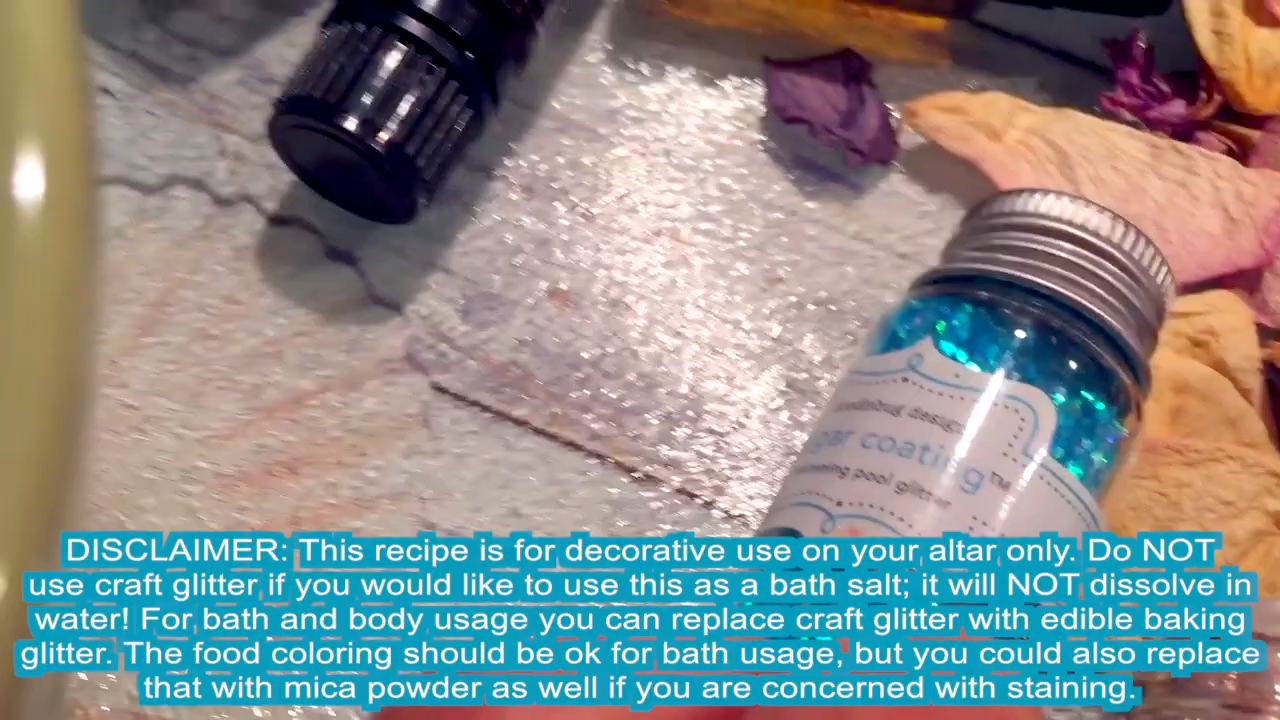 design
coating™
pool glitter
DISCLAIMER: This recipe is for decorative use on your altar only. Do NOT
use craft glitter if you would like to use this as a bath salt; it will NOT dissolve in
water! For bath and body usage you can replace craft glitter with edible baking
glitter. The food coloring should be ok for bath usage, but you could also replace
that with mica powder as well if you are concerned with staining.